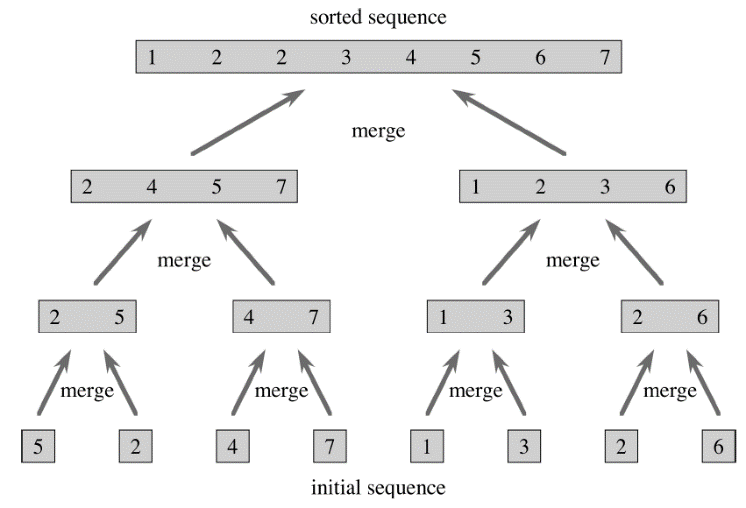 sorted sequence
1 2 2 3 4 5 6 7
merge
2 4 5 7 1 2 3 6
merge merge
2 5 4 7 1 3 2 6
merge merge merge merge
5 2 4 7 1 3 2 6
initial sequence